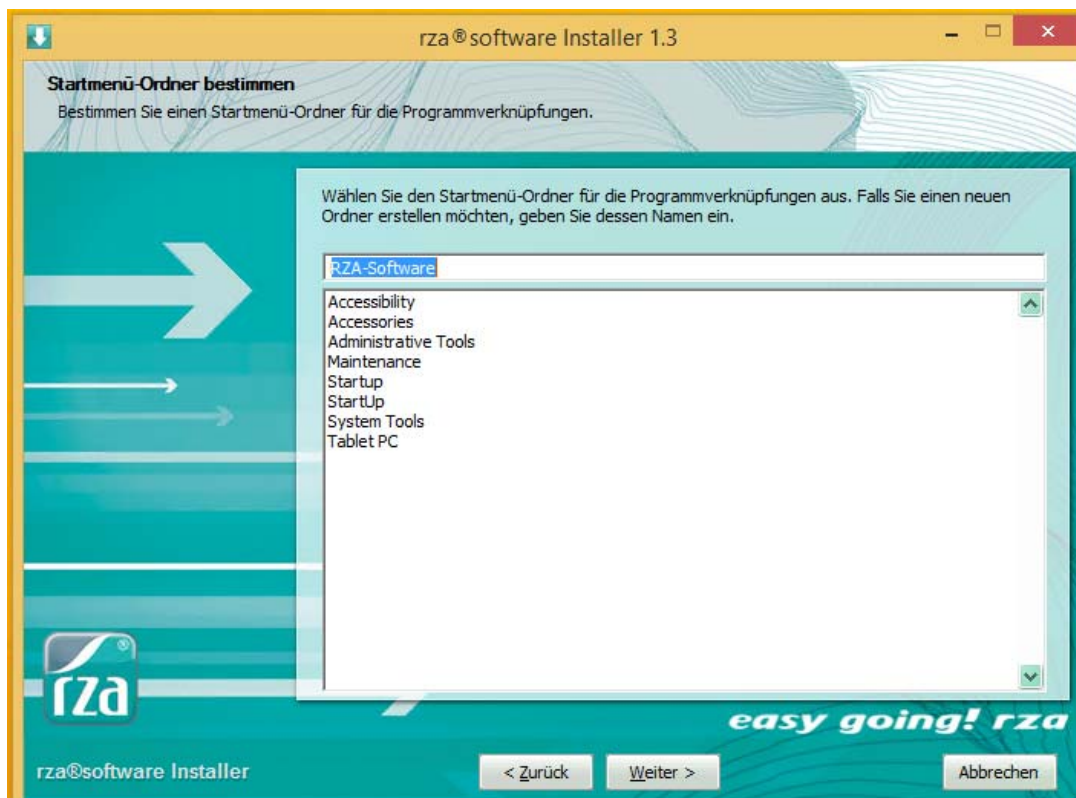 rza®software Installer 1.3
Startmenü-Ordner bestimmen
Bestimmen Sie einen Startmenü-Ordner für die Programmverknüpfungen.
Wählen Sie den Startmenü-Ordner für die Programmverknüpfungen aus. Falls Sie einen neuen
Ordner erstellen möchten, geben Sie dessen Namen ein.
RZA-Software
Accessibility
Accessories
Administrative Tools
Maintenance
Startup
StartUp
System Tools
Tablet PC
rza®
easy going! rza
rza®software Installer
< Zurück
Weiter >
Abbrechen